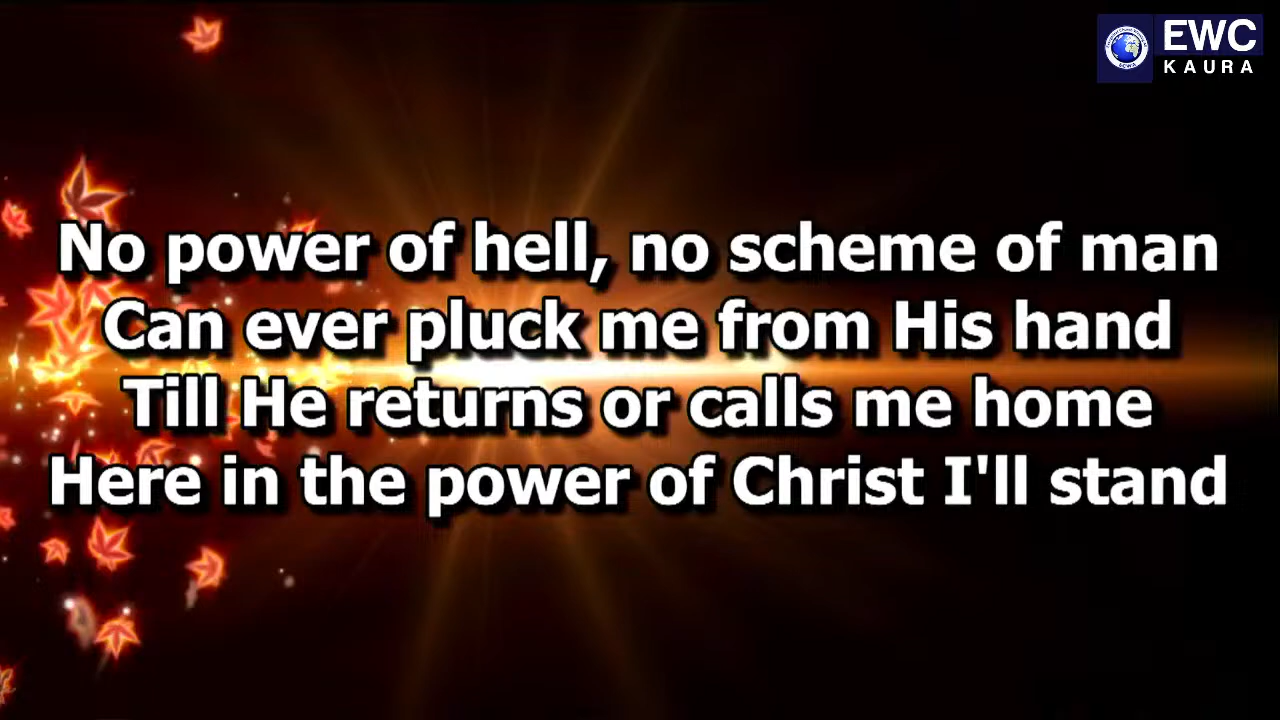 EWC
KAURA
No power of hell, no scheme of man
Can ever pluck me from His hand
Till He returns or calls me home
Here in the power of Christ I'll stand